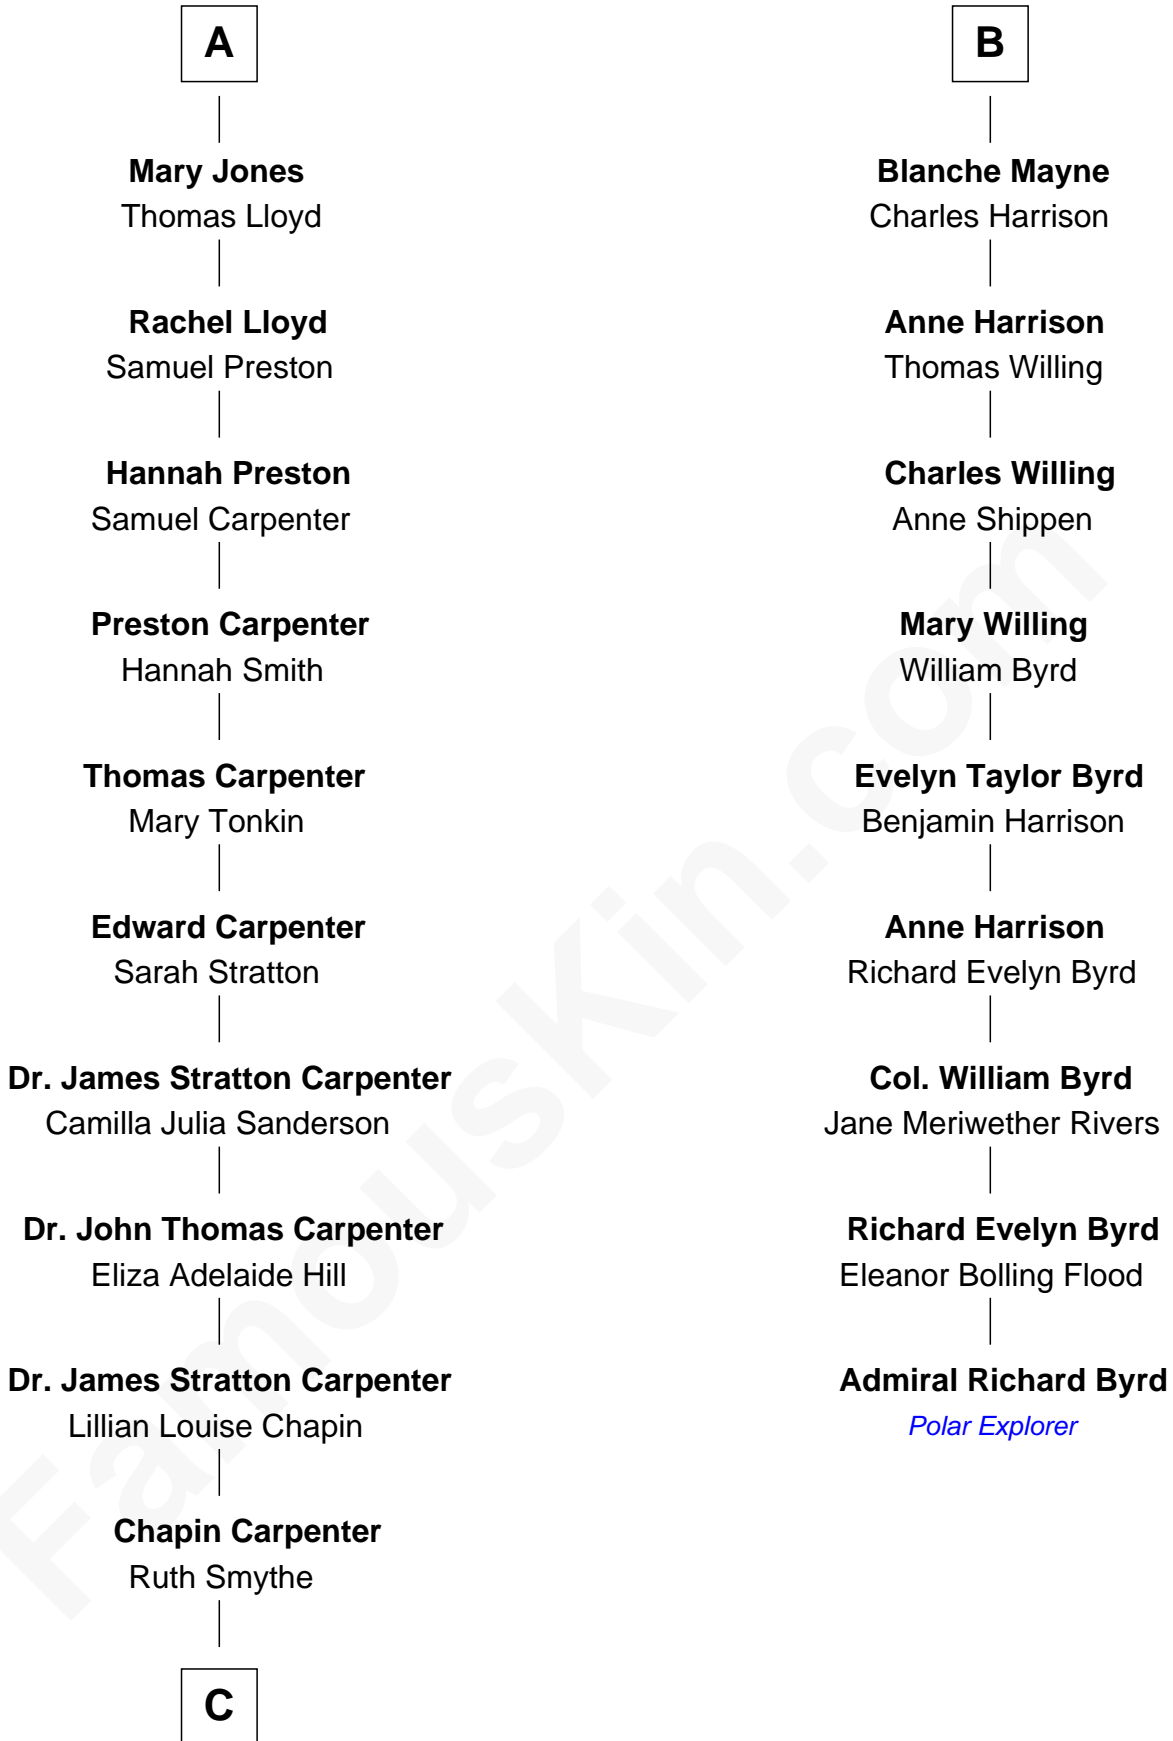 A
Mary Jones
Thomas Lloyd
Rachel Lloyd
Samuel Preston
Hannah Preston
Samuel Carpenter
Preston Carpenter
Hannah Smith
Thomas Carpenter
Mary Tonkin
Edward Carpenter
Sarah Stratton
Dr. James Stratton Carpenter
Camilla Julia Sanderson
Dr. John Thomas Carpenter
Eliza Adelaide Hill
Dr. James Stratton Carpenter
Lillian Louise Chapin
Chapin Carpenter
Ruth Smythe
C
B
Blanche Mayne
Charles Harrison
Anne Harrison
Thomas Willing
Charles Willing
Anne Shippen
Mary Willing
William Byrd
Evelyn Taylor Byrd
Benjamin Harrison
Anne Harrison
Richard Evelyn Byrd
Col. William Byrd
Jane Meriwether Rivers
Richard Evelyn Byrd
Eleanor Bolling Flood
Admiral Richard Byrd
Polar Explorer
FamousKin.com